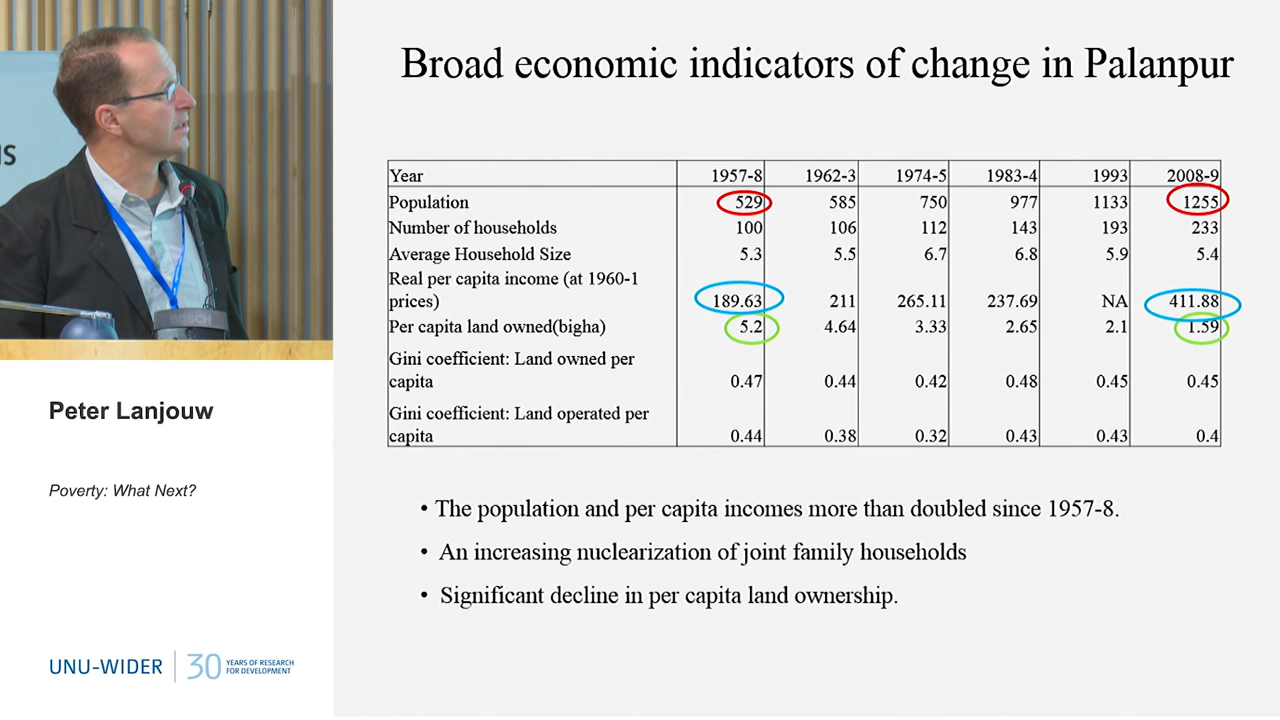 Broad economic indicators of change in Palanpur
Year 1957-8 1962-3 1974-5 1983-4 1993 2008-9
Population 529 585 750 977 1133 1255
Number of households 100 106 112 143 193 233
Average Household Size 5.3 5.5 6.7 6.8 5.9 5.4
Real per capita income (at 1960-1
prices) 189.63 211 265.11 237.69 NA 411.88
Per capita land owned(bigha) 5.2 4.64 3.33 2.65 2.1 1.59
Gini coefficient: Land owned per
capita 0.47 0.44 0.42 0.48 0.45 0.45
Gini coefficient: Land operated per
capita 0.44 0.38 0.32 0.43 0.43 0.4
• The population and per capita incomes more than doubled since 1957-8.
• An increasing nuclearization of joint family households
• Significant decline in per capita land ownership.
IS
BOSCH
Peter Lanjouw
Poverty: What Next?
UNU-WIDER
30 YEARS OF RESEARCH
FOR DEVELOPMENT